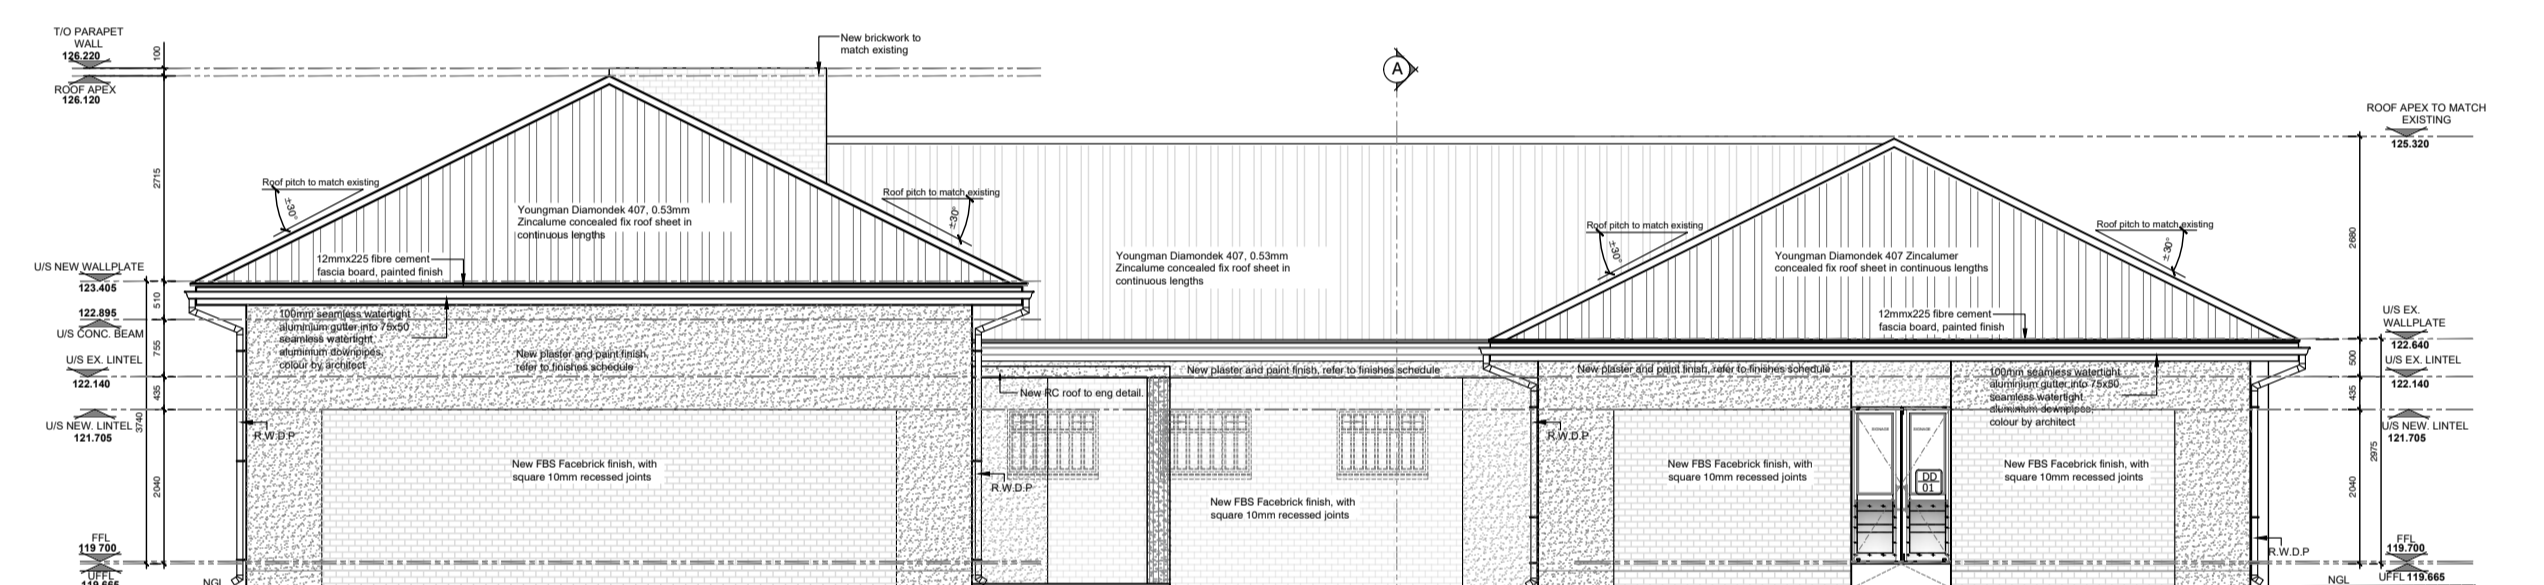 T/O PARAPET
WALL
126.220
ROOF APEX
126.120
U/S NEW WALLPLATE
123.405
122.895
U/S CONC. BEAM
U/S EX. LINTEL
122.140
U/S NEW. LINTEL
121.705
FFL
119 700
UFFL
119.665
100
2715
510
755
435
3740
2040
NGL
Roof pitch to match existing
±30°
12mmx225 fibre cement
fascia board, painted finish
Youngman Diamondek 407, 0.53mm
Zincalume concealed fix roof sheet in
continuous lengths
New brickwork to
match existing
Roof pitch to match existing
±30°
100mm seamless watertight
aluminium gutter into 75x50
seamless watertight
aluminium downpipes,
colour by architect
New plaster and paint finish,
refer to finishes schedule
R.W.D.P
New FBS Facebrick finish, with
square 10mm recessed joints
R.W.D.P
A
Youngman Diamondek 407, 0.53mm
Zincalume concealed fix roof sheet in
continuous lengths
New plaster and paint finish, refer to finishes schedule
New RC roof to eng detail.
New FBS Facebrick finish, with
square 10mm recessed joints
Roof pitch to match existing
±30°
Youngman Diamondek 407 Zincalumer
concealed fix roof sheet in continuous lengths
Roof pitch to match existing
±30°
12mmx225 fibre cement
fascia board, painted finish
New plaster and paint finish, refer to finishes schedule
100mm seamless watertight
aluminium gutter into 75x50
seamless watertight
aluminium downpipes,
colour by architect
R.W.D.P
New FBS Facebrick finish, with
square 10mm recessed joints
DD
01
New FBS Facebrick finish, with
square 10mm recessed joints
R.W.D.P
ROOF APEX TO MATCH
EXISTING
125.320
2680
U/S EX.
WALLPLATE
122.640
500
U/S EX. LINTEL
122.140
435
U/S NEW. LINTEL
121.705
2975
2040
FFL
119.700
UFFL 119.665
NGL